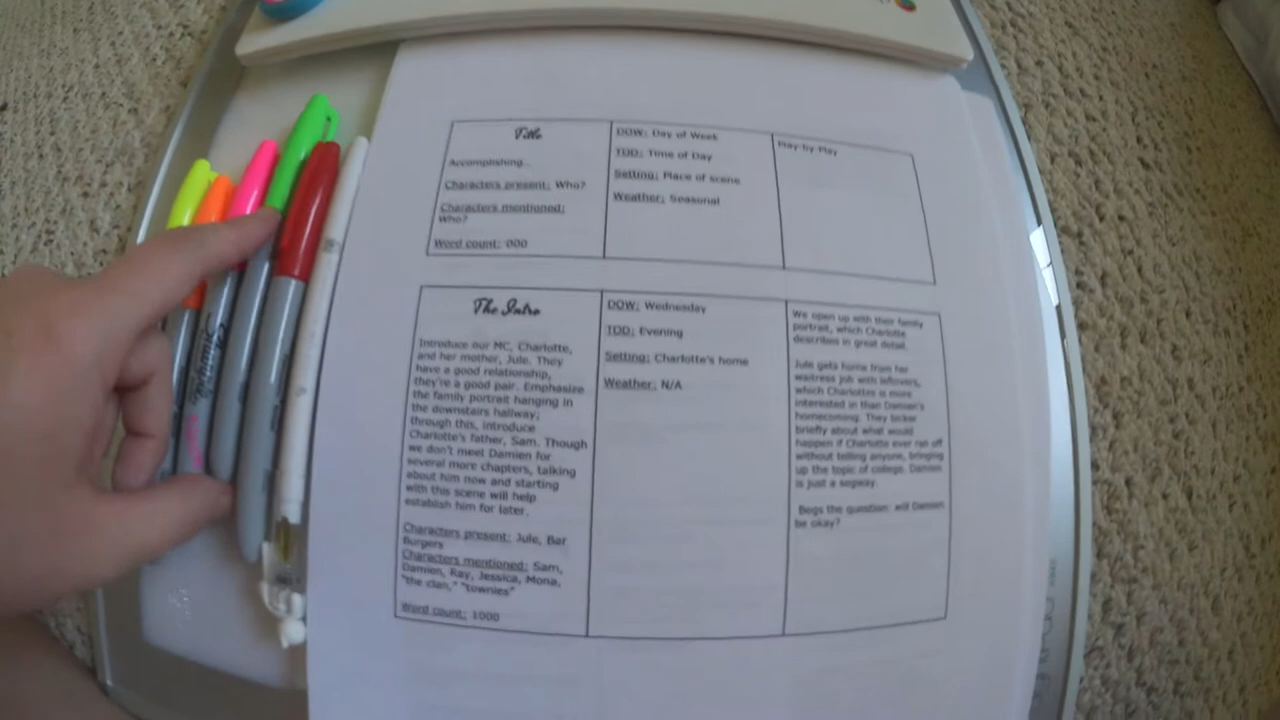 Title
Accomplishing..
Characters present: Who?
Characters mentioned:
Who?
Word count: 000
DOW: Day of Week
TOD: Time of Day
Setting: Place of scene
Weather: Seasonal
Play-by-Play
The Intro
Introduce our MC, Charlotte,
and her mother, Jule. They
have a good relationship,
they're a good pair. Emphasize
the family portrait hanging in
the downstairs hallway;
through this, introduce
Charlotte's father, Sam. Though
we don't meet Damien for
several more chapters, talking
about him now and starting
with this scene will help
establish him for later.
Characters present: Jule, Bar
Burgers
Characters mentioned: Sam,
Damien, Ray, Jessica, Mona,
"the clan," "townies"
Word count: 1000
DOW: Wednesday
TOD: Evening
Setting: Charlotte's home
Weather: N/A
We open up with their family
portrait, which Charlotte
describes in great detail.
Jule gets home from her
waitress job with leftovers,
which Charlottes is more
interested in than Damien's
homecoming. They bicker
briefly about what would
happen if Charlotte ever ran off
without telling anyone, bringing
up the topic of college. Damien
is just a segway.
Begs the question: will Damien
be okay?
Sharpie